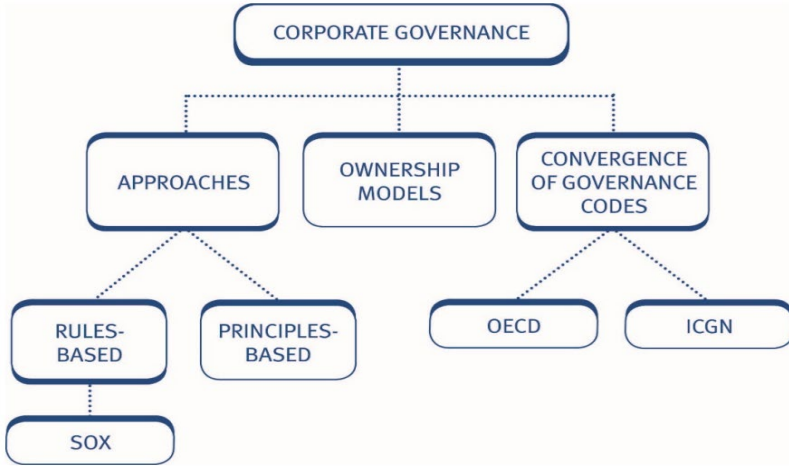 CORPORATE GOVERNANCE
APPROACHES
OWNERSHIP
MODELS
CONVERGENCE
OF GOVERNANCE
CODES
RULES-
BASED
PRINCIPLES-
BASED
OECD
ICGN
SOX